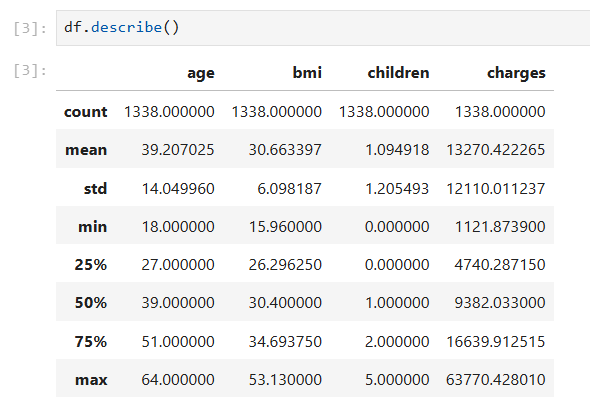 [3]: df.describe()
[3]:
age bmi children charges
count 1338.000000 1338.000000 1338.000000 1338.000000
mean 39.207025 30.663397 1.094918 13270.422265
std 14.049960 6.098187 1.205493 12110.011237
min 18.000000 15.960000 0.000000 1121.873900
25% 27.000000 26.296250 0.000000 4740.287150
50% 39.000000 30.400000 1.000000 9382.033000
75% 51.000000 34.693750 2.000000 16639.912515
max 64.000000 53.130000 5.000000 63770.428010